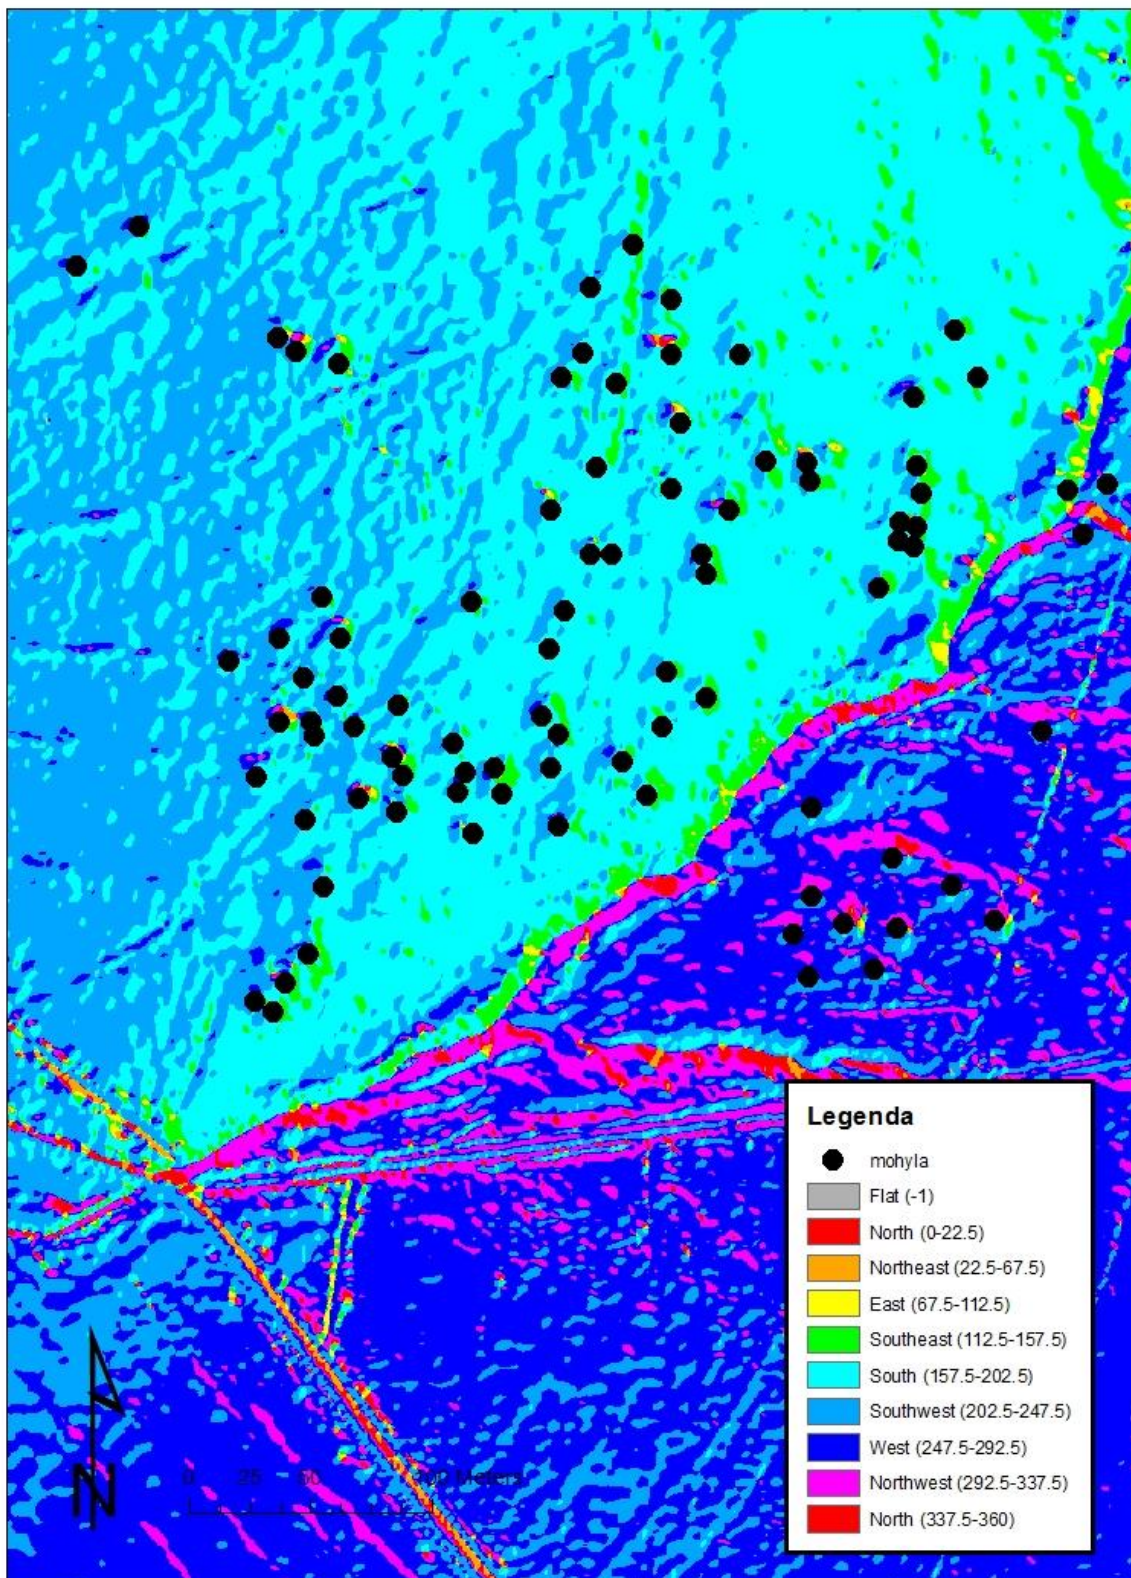 Legenda
mohyla
Flat (-1)
North (0-22.5)
Northeast (22.5-67.5)
East (67.5-112.5)
Southeast (112.5-157.5)
South (157.5-202.5)
Southwest (202.5-247.5)
West (247.5-292.5)
Northwest (292.5-337.5)
North (337.5-360)
N
0 25 50 100 Meters